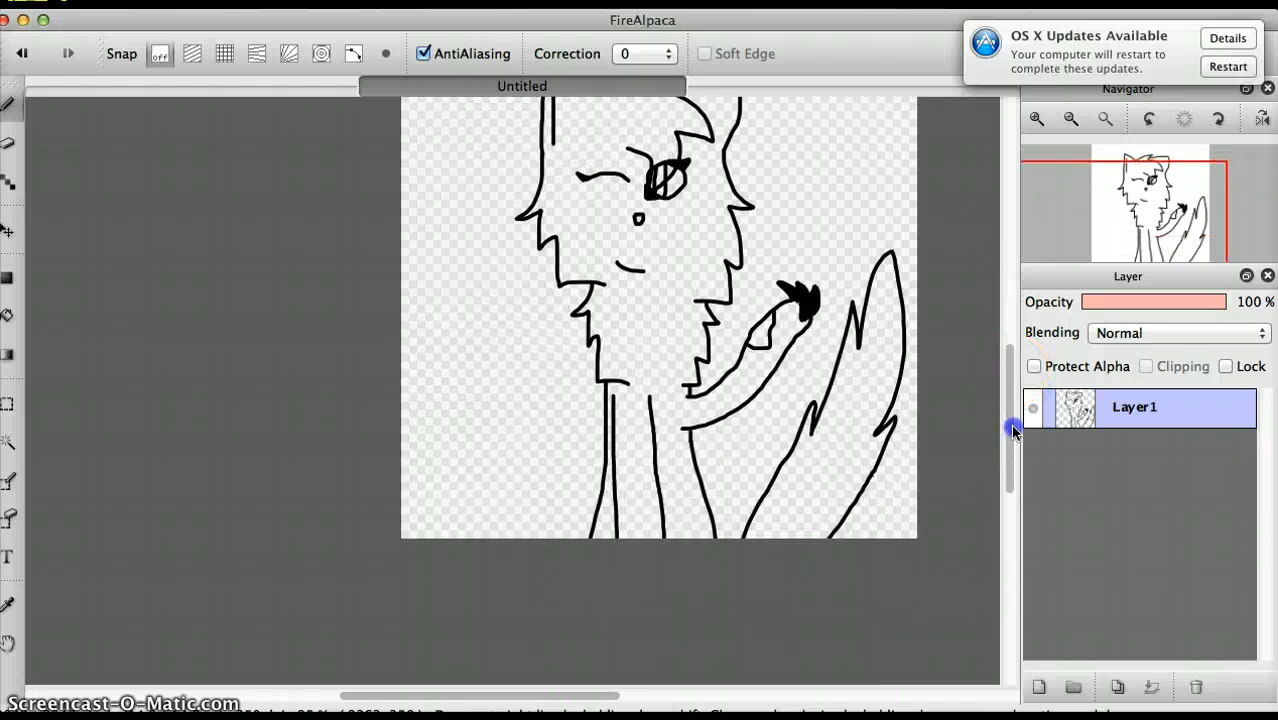 FireAlpaca
OS X Updates Available
Your computer will restart to complete these updates.
Details
Restart
Snap
off
AntiAliasing
Correction
0
Soft Edge
Untitled
Navigator
Layer
Opacity
100 %
Blending
Normal
Protect Alpha
Clipping
Lock
Layer1
T
Screencast-O-Matic.com